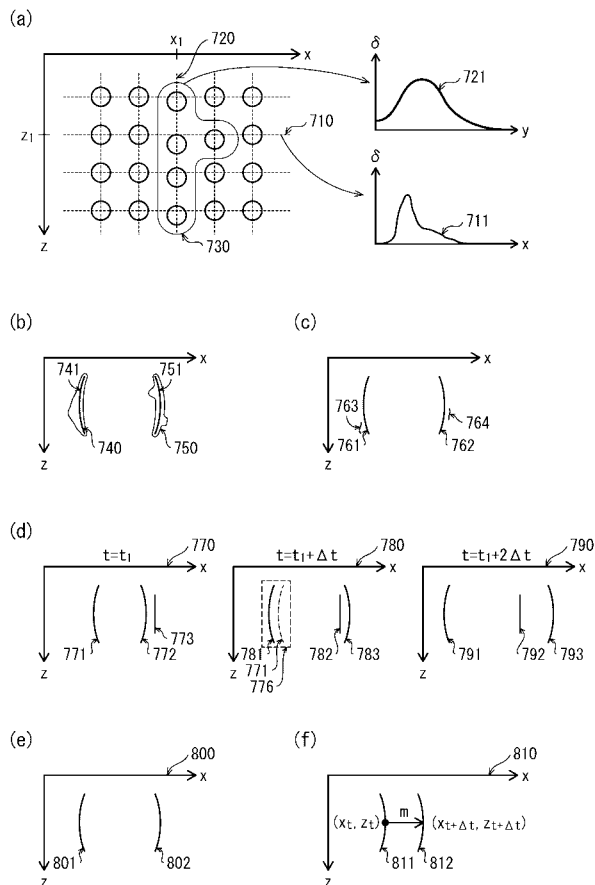 (a)
x₁
720
x
z₁
710
730
z
δ
721
y
δ
711
x
(b)
x
741
751
740
750
z
(c)
x
763
764
761
762
z
(d)
t=t₁
770
x
771
772
773
z
t=t₁+Δt
780
x
781
771
776
782
783
z
t=t₁+2Δt
790
x
791
792
793
z
(e)
800
x
801
802
z
(f)
810
x
(xₜ, zₜ)
m
(xₜ₊Δₜ, zₜ₊Δₜ)
811
812
z